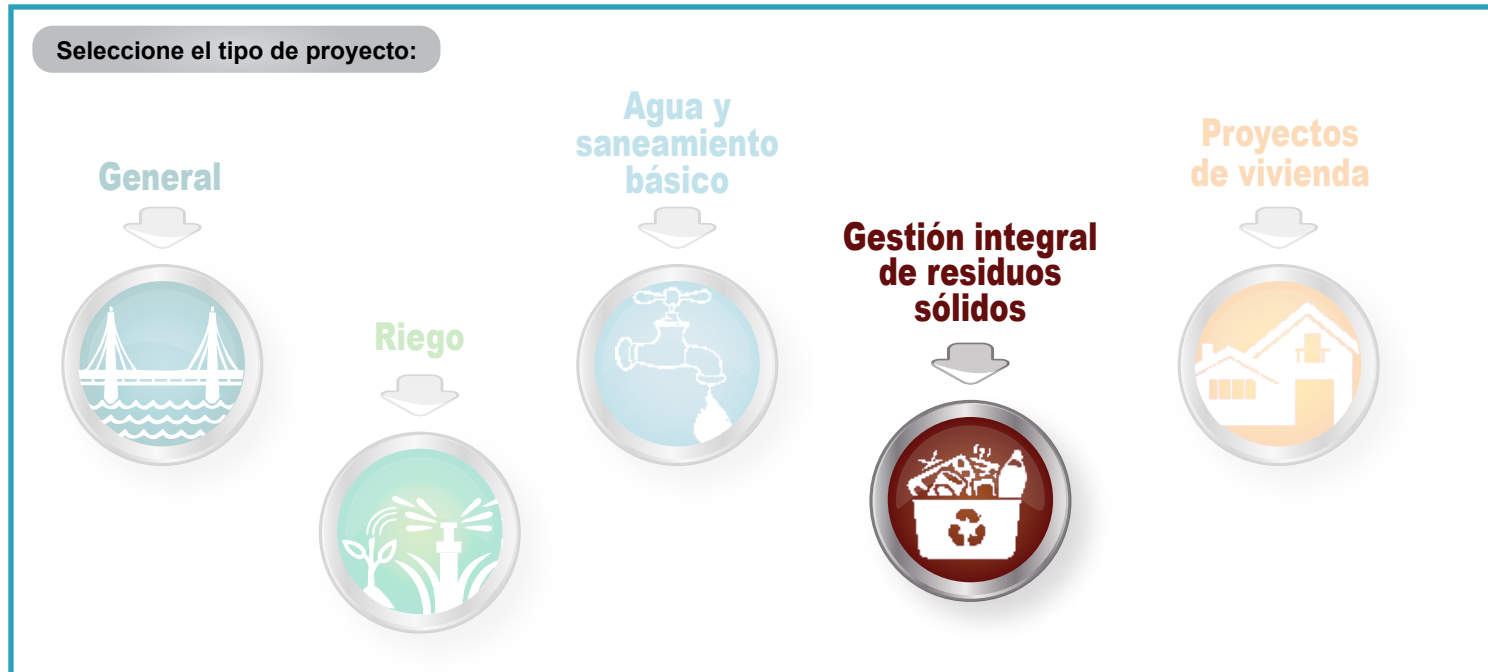 Seleccione el tipo de proyecto:
General
Riego
Agua y
saneamiento
básico
Gestión integral
de residuos
sólidos
Proyectos
de vivienda